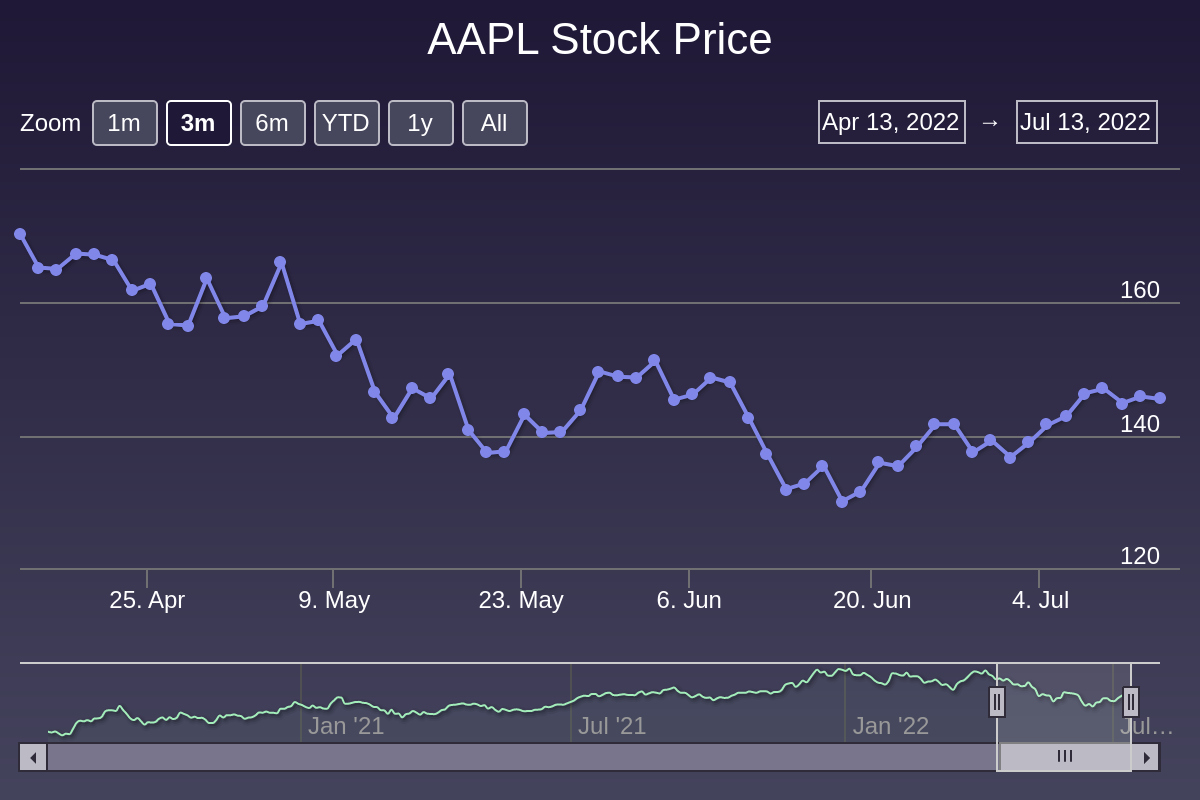 AAPL Stock Price
Zoom 1m 3m 6m YTD 1y All Apr 13, 2022 → Jul 13, 2022
160
140
120
25. Apr 9. May 23. May 6. Jun 20. Jun 4. Jul
Jan '21 Jul '21 Jan '22 Jul…